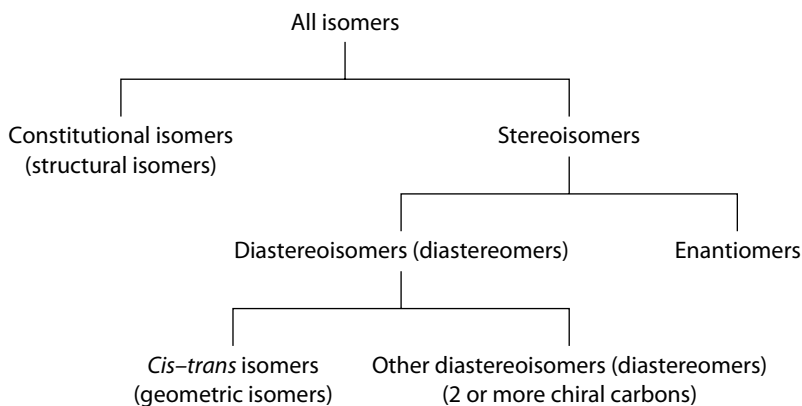 All isomers
Constitutional isomers
(structural isomers)
Stereoisomers
Diastereoisomers (diastereomers)
Enantiomers
Cis–trans isomers
(geometric isomers)
Other diastereoisomers (diastereomers)
(2 or more chiral carbons)